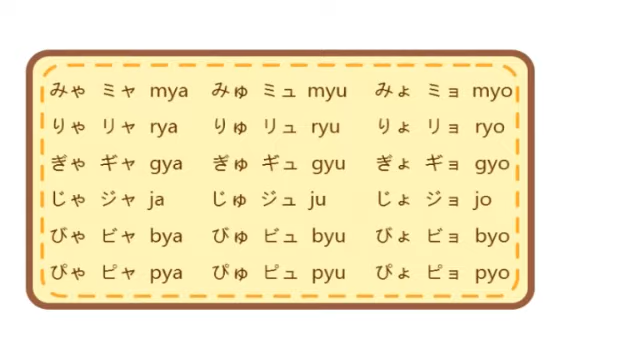 みゃ ミャ mya みゅ ミュ myu みょ ミョ myo
りゃ リャ rya りゅ リュ ryu りょ リョ ryo
ぎゃ ギャ gya ぎゅ ギュ gyu ぎょ ギョ gyo
じゃ ジャ ja じゅ ジュ ju じょ ジョ jo
びゃ ビャ bya びゅ ビュ byu びょ ビョ byo
ぴゃ ピャ pya ぴゅ ピュ pyu ぴょ ピョ pyo